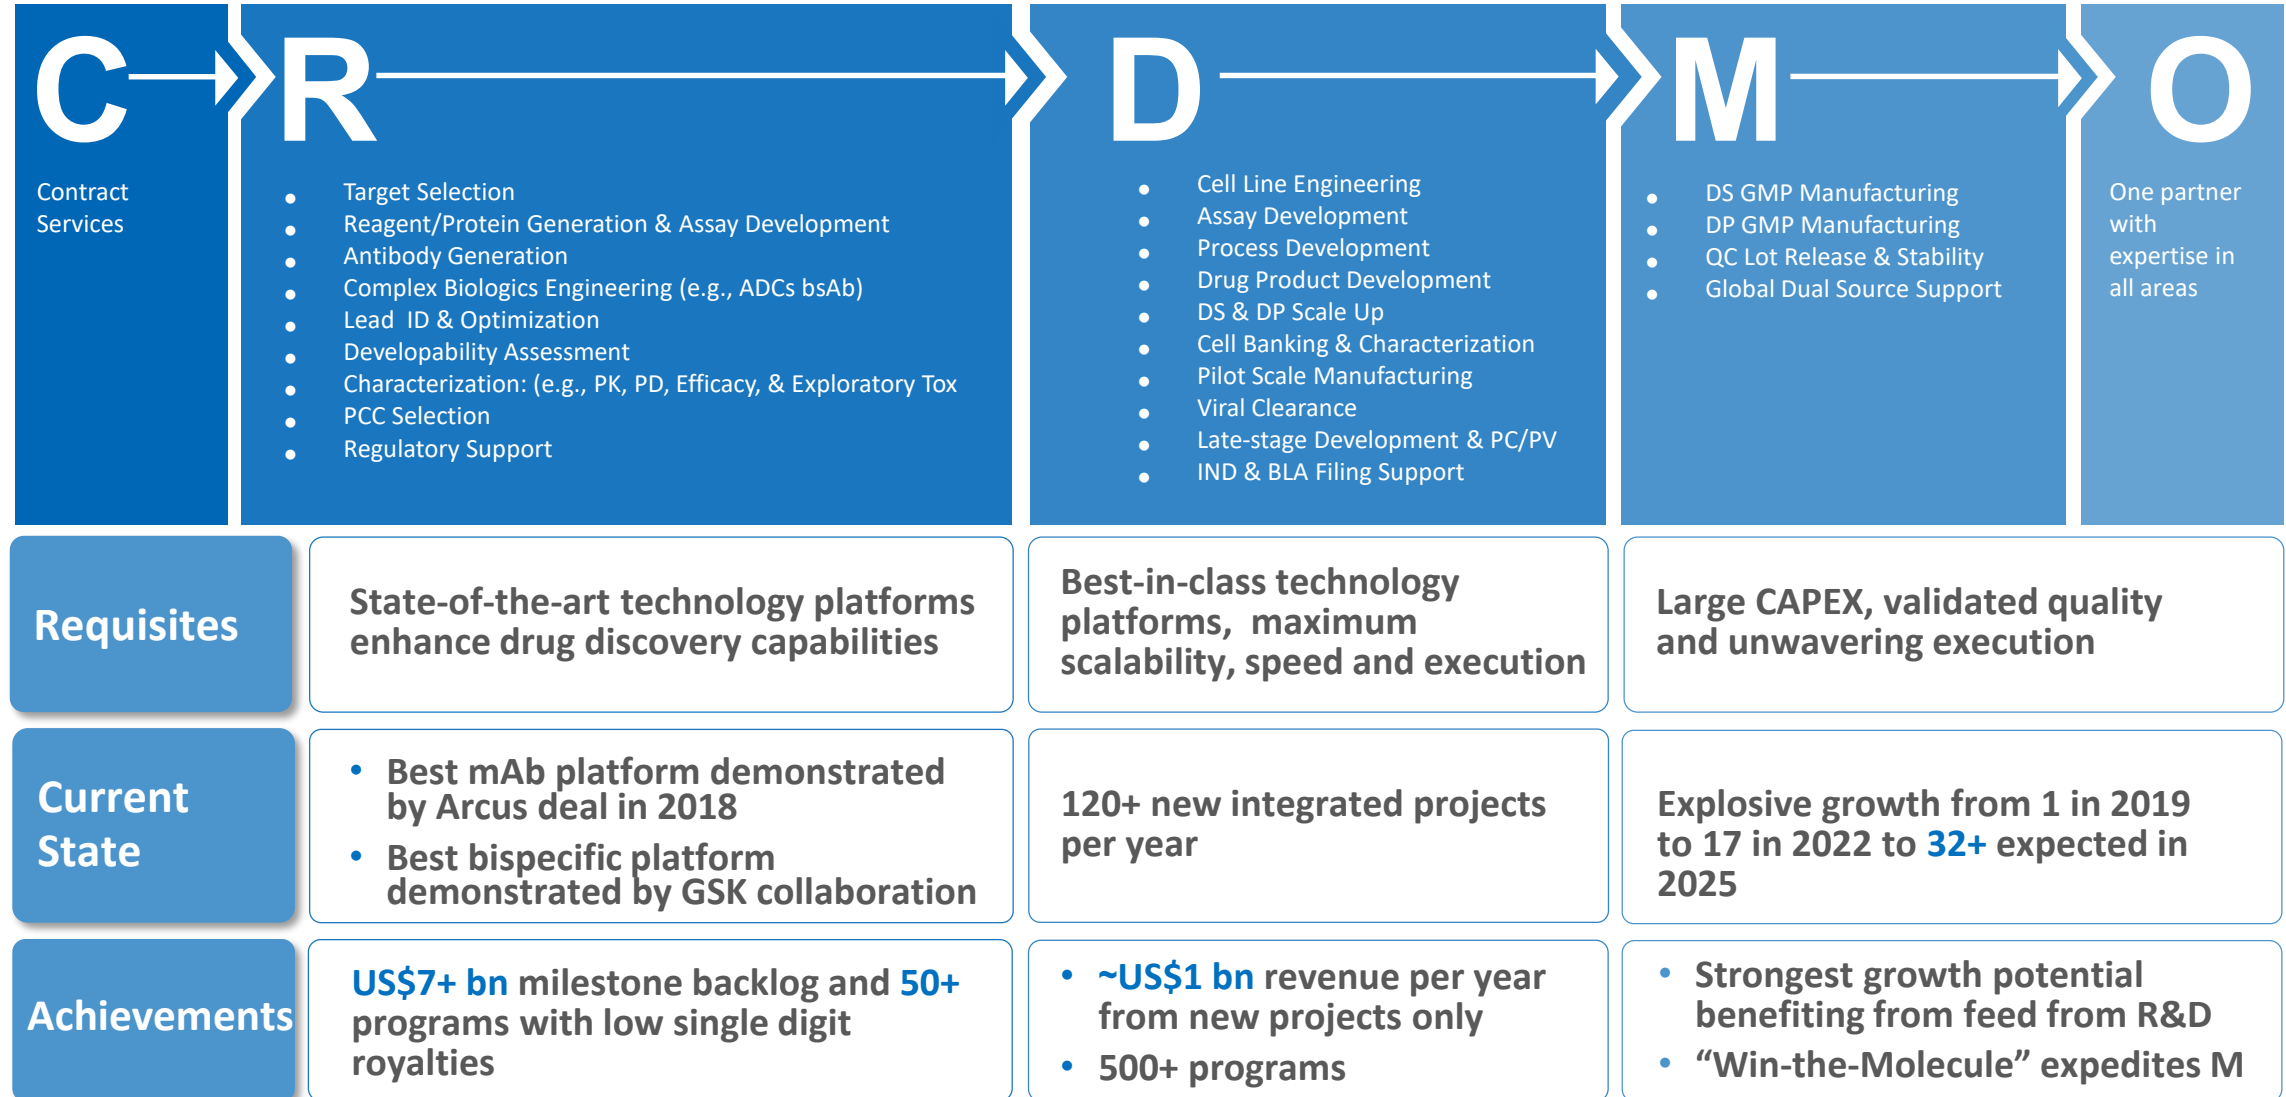 C R D M O
Contract
Services
Target Selection
Reagent/Protein Generation & Assay Development
Antibody Generation
Complex Biologics Engineering (e.g., ADCs bsAb)
Lead ID & Optimization
Developability Assessment
Characterization: (e.g., PK, PD, Efficacy, & Exploratory Tox
PCC Selection
Regulatory Support
Cell Line Engineering
Assay Development
Process Development
Drug Product Development
DS & DP Scale Up
Cell Banking & Characterization
Pilot Scale Manufacturing
Viral Clearance
Late-stage Development & PC/PV
IND & BLA Filing Support
DS GMP Manufacturing
DP GMP Manufacturing
QC Lot Release & Stability
Global Dual Source Support
One partner
with
expertise in
all areas
Requisites
State-of-the-art technology platforms
enhance drug discovery capabilities
Best-in-class technology
platforms, maximum
scalability, speed and execution
Large CAPEX, validated quality
and unwavering execution
Current
State
• Best mAb platform demonstrated
by Arcus deal in 2018
• Best bispecific platform
demonstrated by GSK collaboration
120+ new integrated projects
per year
Explosive growth from 1 in 2019
to 17 in 2022 to 32+ expected in
2025
Achievements
US$7+ bn milestone backlog and 50+
programs with low single digit
royalties
• ~US$1 bn revenue per year
from new projects only
• 500+ programs
• Strongest growth potential
benefiting from feed from R&D
• “Win-the-Molecule” expedites M